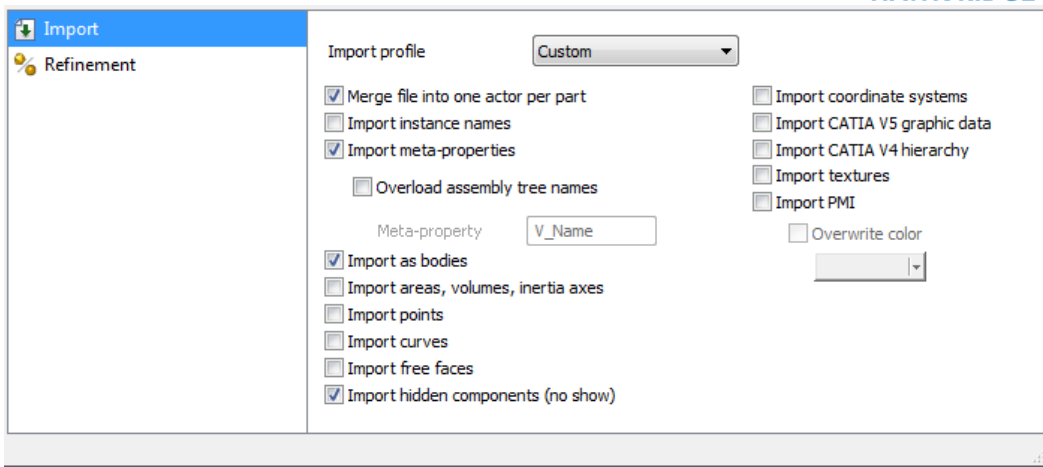 Import
Refinement
Import profile
Custom
Merge file into one actor per part
Import instance names
Import meta-properties
Overload assembly tree names
Meta-property
V_Name
Import as bodies
Import areas, volumes, inertia axes
Import points
Import curves
Import free faces
Import hidden components (no show)
Import coordinate systems
Import CATIA V5 graphic data
Import CATIA V4 hierarchy
Import textures
Import PMI
Overwrite color